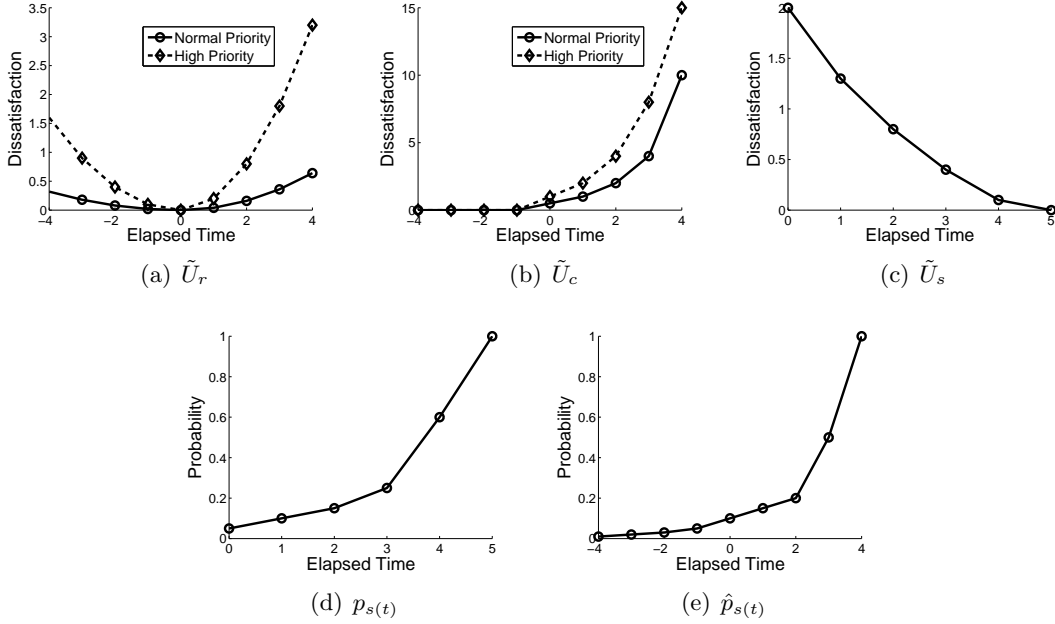 3.5
3
2.5
2
1.5
1
0.5
0
Dissatisfaction
Normal Priority
High Priority
−4 −2 0 2 4
Elapsed Time
(a) Ũ_r
15
10
5
0
Dissatisfaction
Normal Priority
High Priority
−4 −2 0 2 4
Elapsed Time
(b) Ũ_c
2
1.5
1
0.5
0
Dissatisfaction
0 1 2 3 4 5
Elapsed Time
(c) Ũ_s
1
0.8
0.6
0.4
0.2
0
Probability
0 1 2 3 4 5
Elapsed Time
(d) p_{s(t)}
1
0.8
0.6
0.4
0.2
0
Probability
−4 −2 0 2 4
Elapsed Time
(e) p̂_{s(t)}